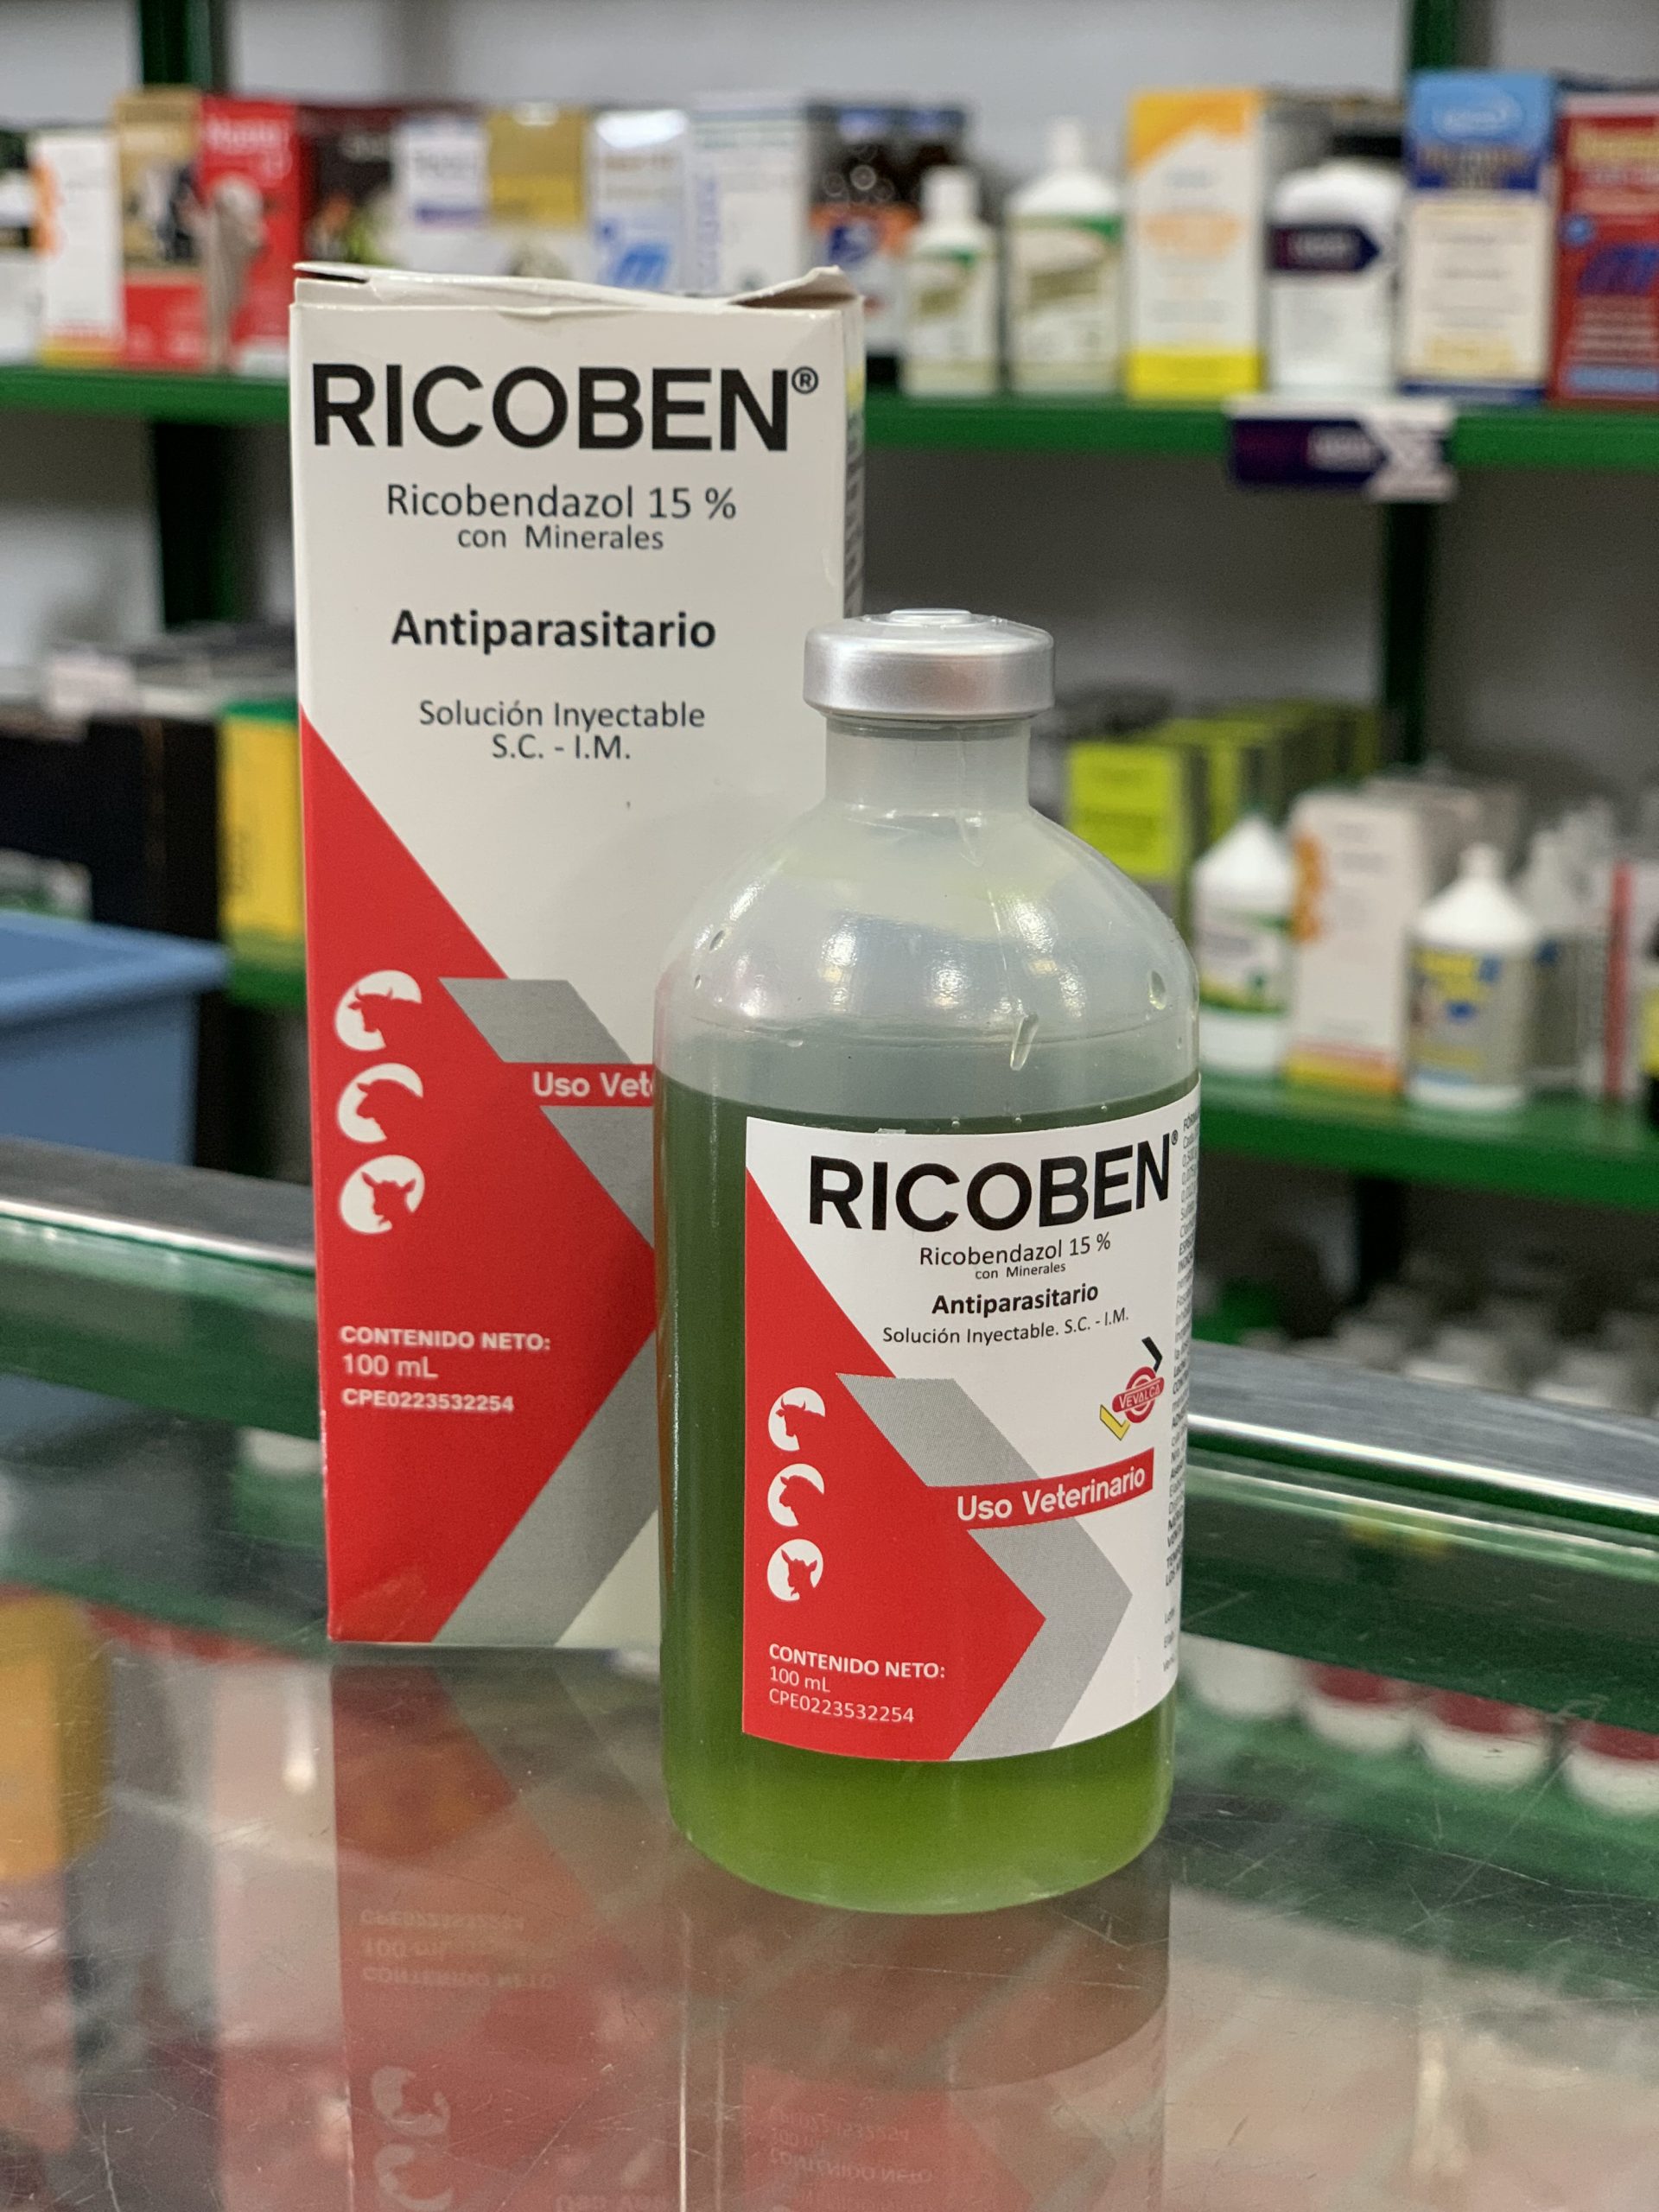 RICOBEN®
Ricobendazol 15 %
con Minerales
Antiparasitario
Solución Inyectable
S.C. - I.M.
Uso Vete
CONTENIDO NETO:
100 mL
CPE0223532254
RICOBEN®
Ricobendazol 15 %
con Minerales
Antiparasitario
Solución Inyectable. S.C. - I.M.
VEVALCA
Uso Veterinario
CONTENIDO NETO:
100 mL
CPE0223532254